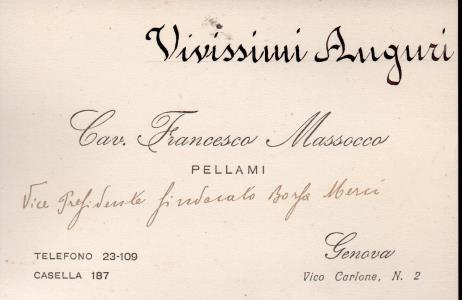 Vivissimi Auguri
Cav. Francesco Massocco
PELLAMI
Vice Presidente Sindacato Borsa Merci
TELEFONO 23-109
CASELLA 187
Genova
Vico Carlone, N. 2